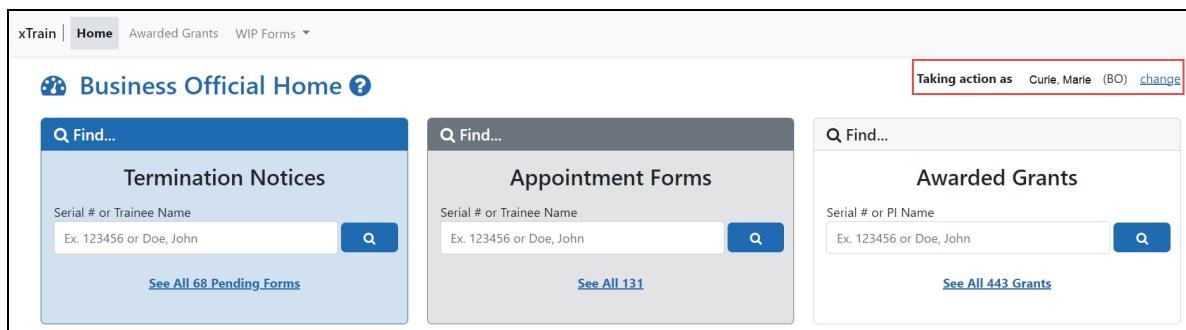 xTrain | Home Awarded Grants WIP Forms
Business Official Home ?
Taking action as Curie, Marie (BO) change
Find...
Termination Notices
Serial # or Trainee Name
Ex. 123456 or Doe, John
See All 68 Pending Forms
Find...
Appointment Forms
Serial # or Trainee Name
Ex. 123456 or Doe, John
See All 131
Find...
Awarded Grants
Serial # or PI Name
Ex. 123456 or Doe, John
See All 443 Grants